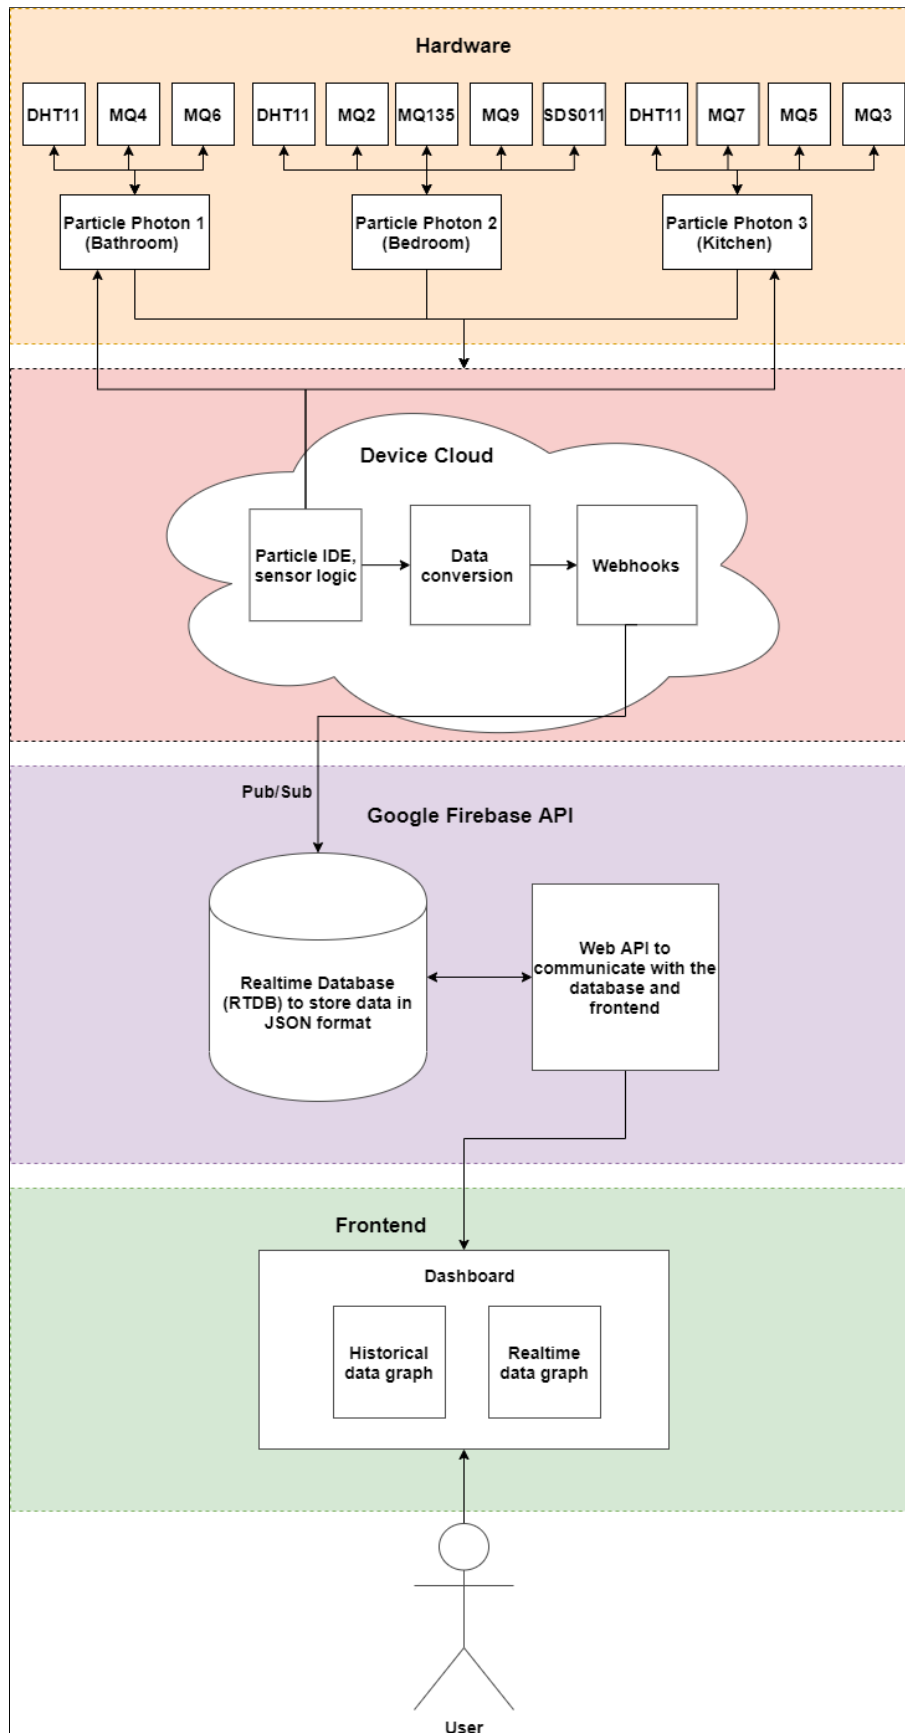 Hardware
DHT11
MQ4
MQ6
DHT11
MQ2
MQ135
MQ9
SDS011
DHT11
MQ7
MQ5
MQ3
Particle Photon 1
(Bathroom)
Particle Photon 2
(Bedroom)
Particle Photon 3
(Kitchen)
Device Cloud
Particle IDE,
sensor logic
Data
conversion
Webhooks
Pub/Sub
Google Firebase API
Realtime Database
(RTDB) to store data in
JSON format
Web API to
communicate with the
database and
frontend
Frontend
Dashboard
Historical
data graph
Realtime
data graph
User